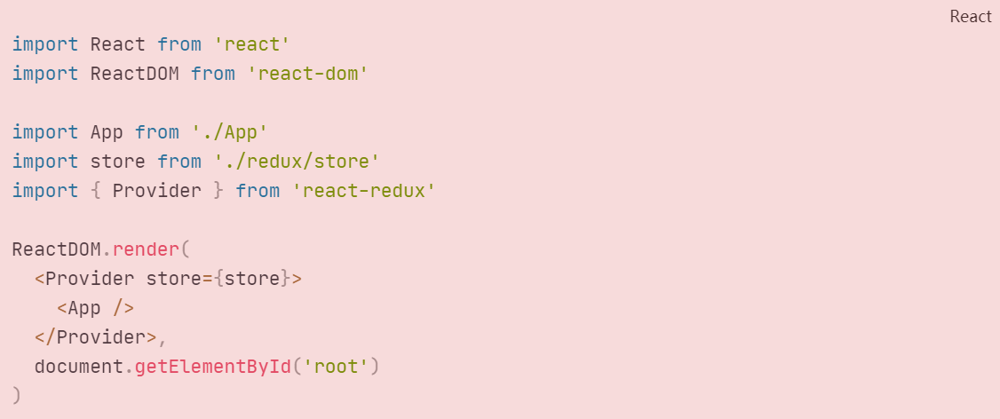 React
import React from 'react'
import ReactDOM from 'react-dom'

import App from './App'
import store from './redux/store'
import { Provider } from 'react-redux'

ReactDOM.render(
  <Provider store={store}>
    <App />
  </Provider>,
  document.getElementById('root')
)